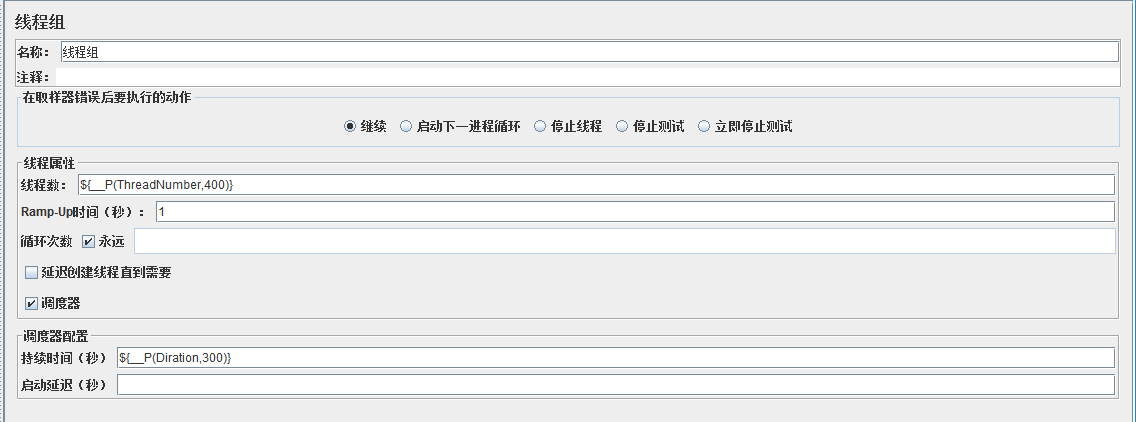 线程组
名称： 线程组
注释：
在取样器错误后要执行的动作
继续 启动下一进程循环 停止线程 停止测试 立即停止测试
线程属性
线程数： ${__P(ThreadNumber,400)}
Ramp-Up时间（秒）： 1
循环次数 永远
延迟创建线程直到需要
调度器
调度器配置
持续时间（秒） ${__P(Diration,300)}
启动延迟（秒）